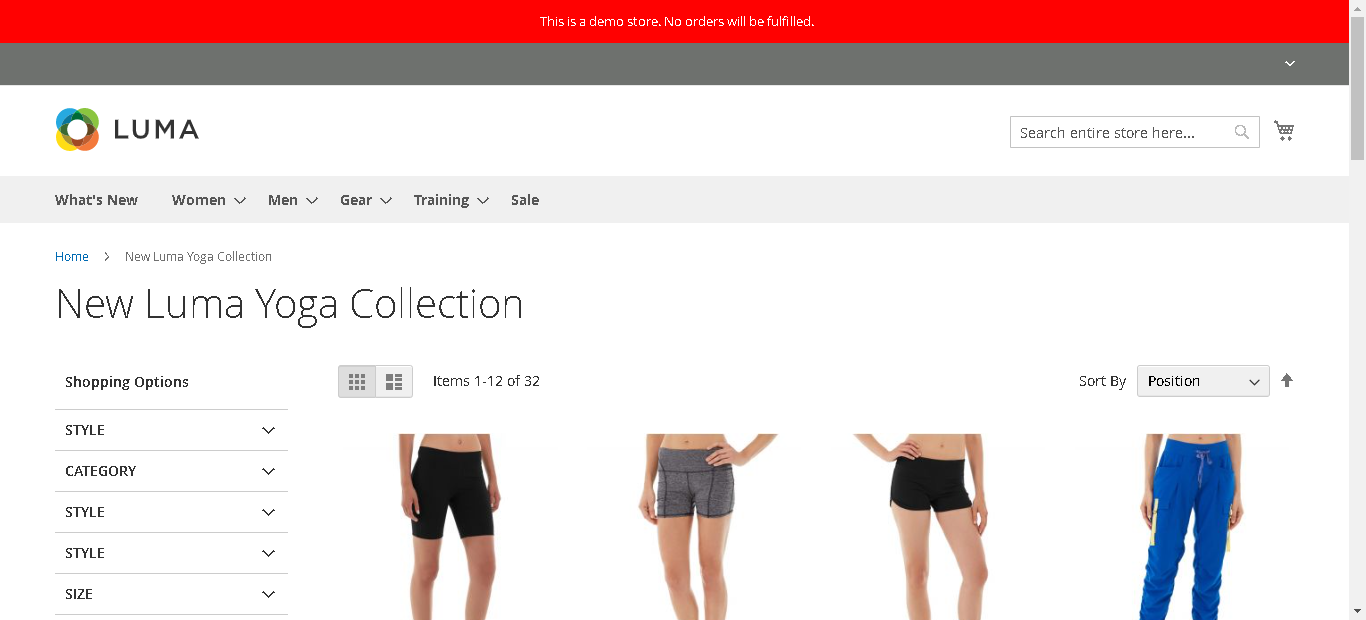 This is a demo store. No orders will be fulfilled.
LUMA
Search entire store here...
What's New Women Men Gear Training Sale
Home New Luma Yoga Collection
New Luma Yoga Collection
Shopping Options
Items 1-12 of 32
Sort By Position
STYLE
CATEGORY
STYLE
STYLE
SIZE